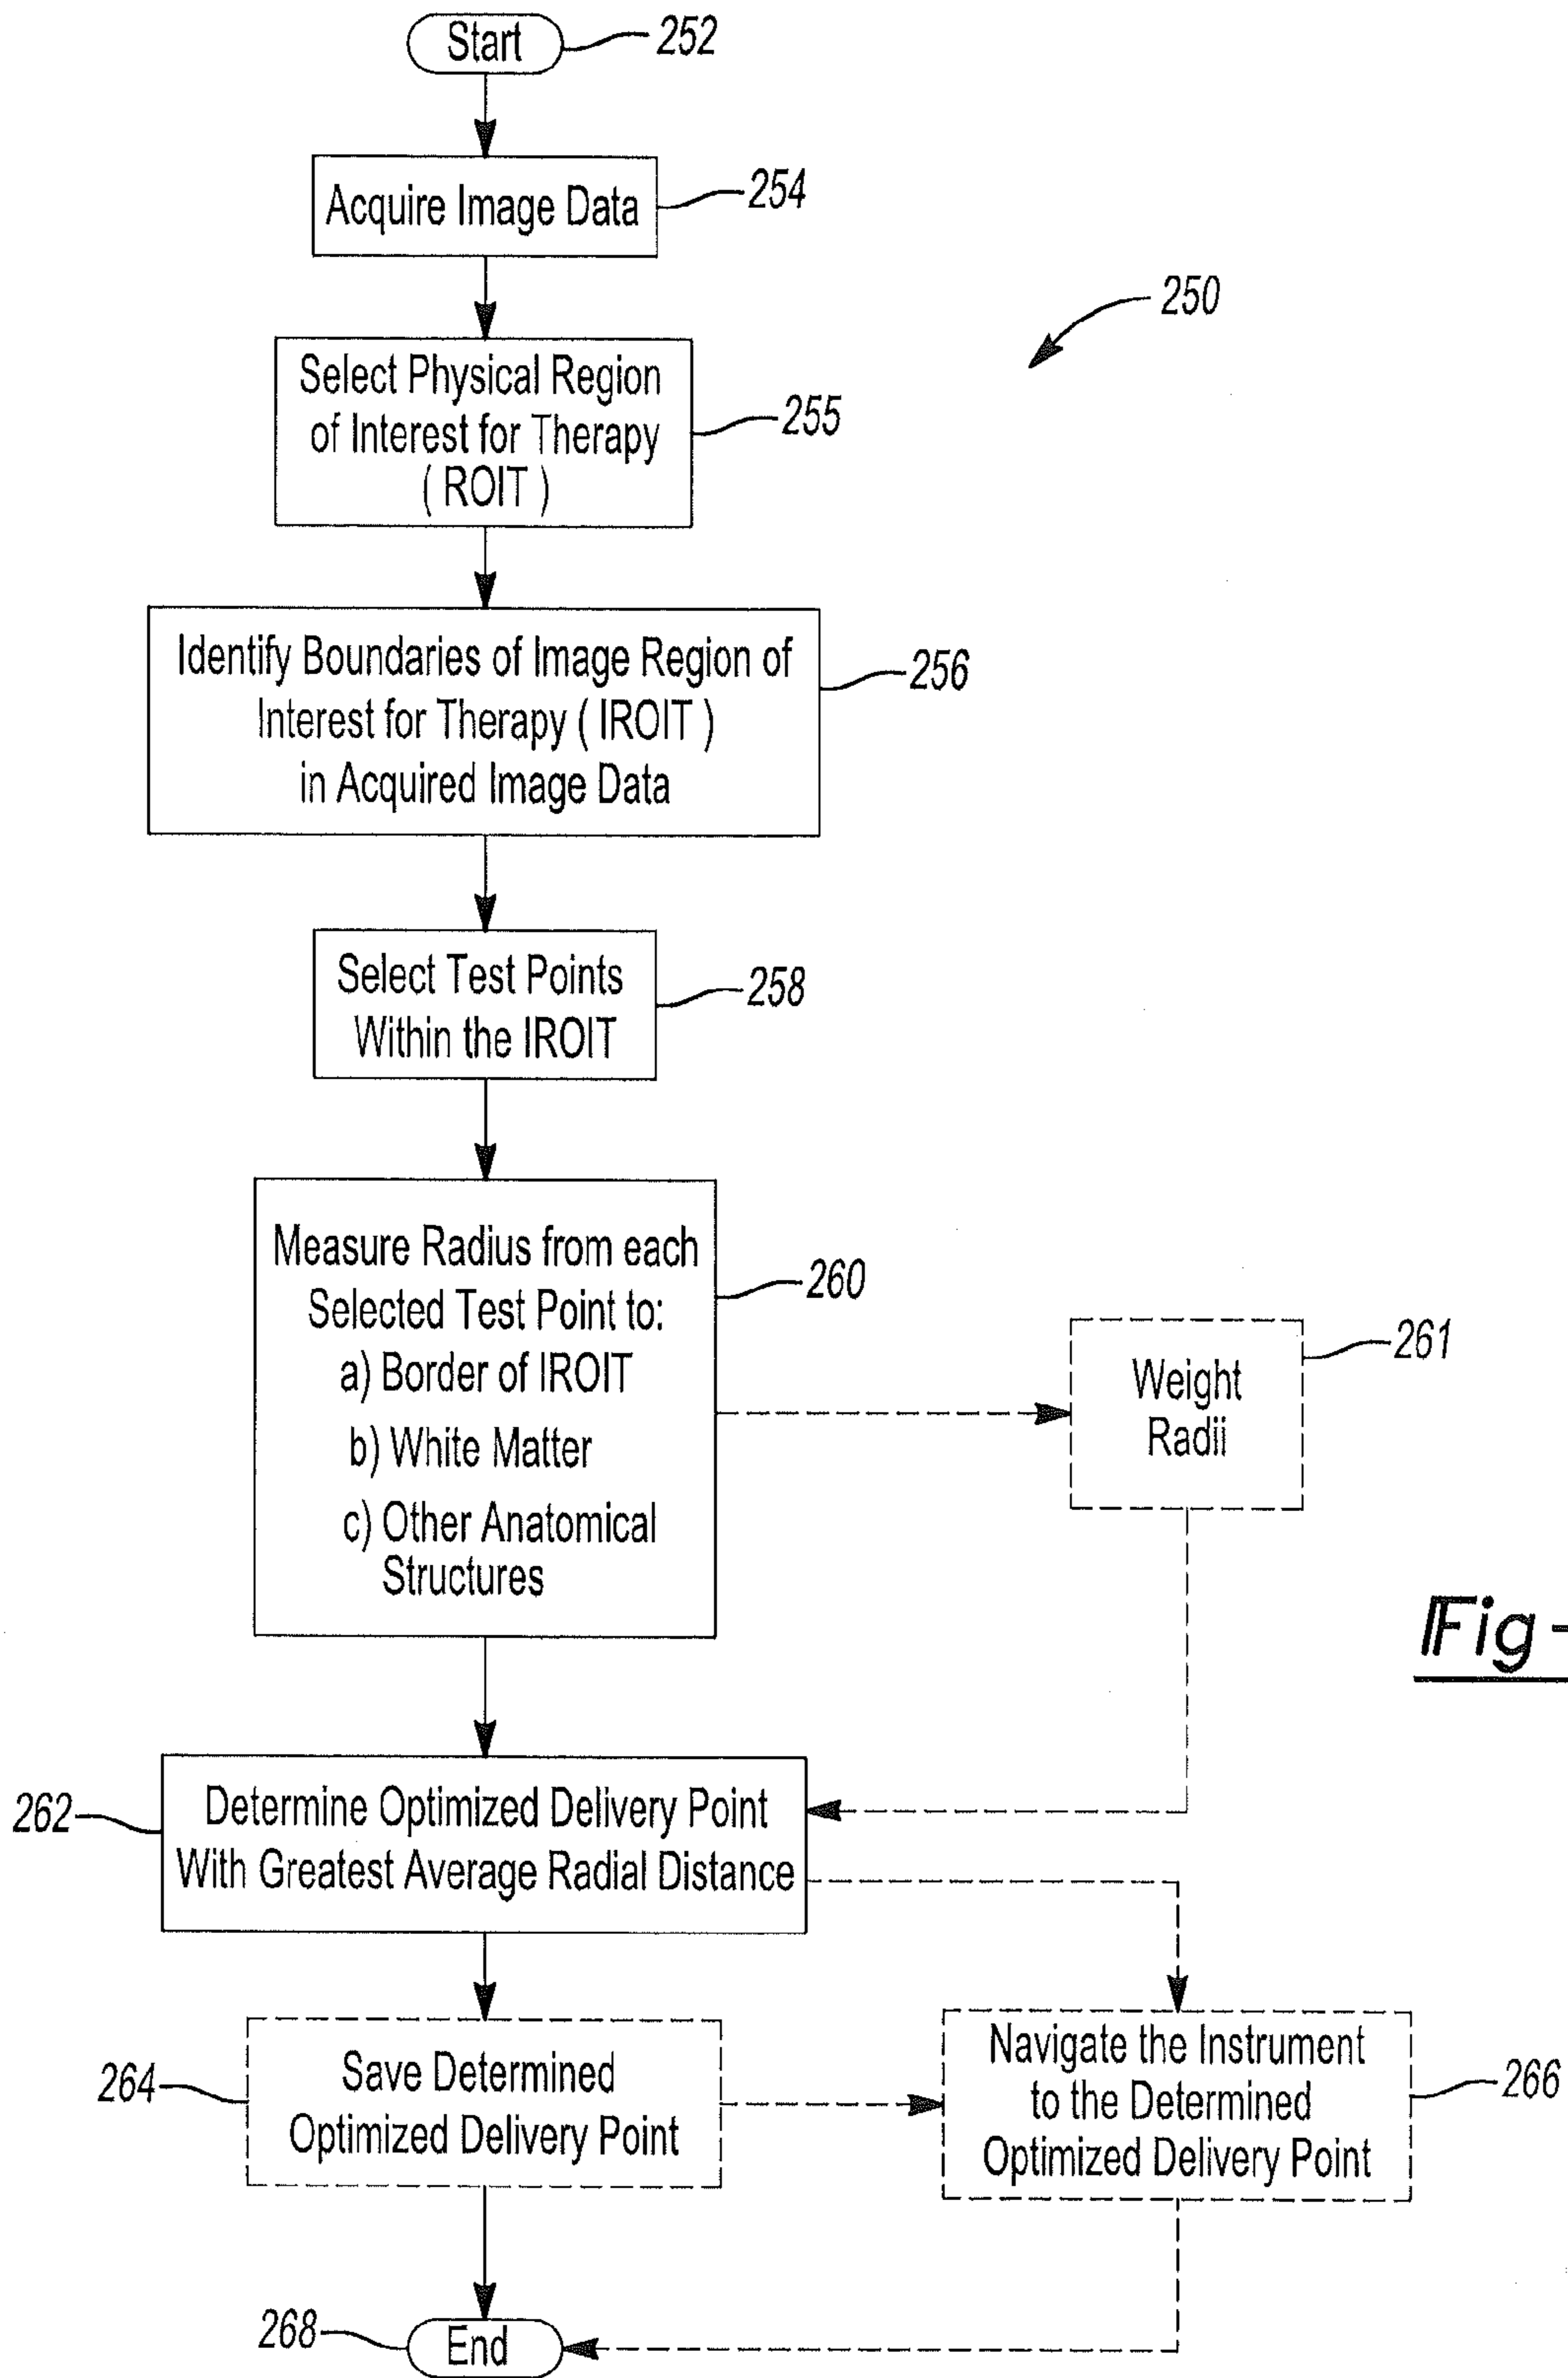 Start
252
Acquire Image Data
254
250
Select Physical Region
of Interest for Therapy
( ROIT )
255
Identify Boundaries of Image Region of
Interest for Therapy ( IROIT )
in Acquired Image Data
256
Select Test Points
Within the IROIT
258
Measure Radius from each
Selected Test Point to:
a) Border of IROIT
b) White Matter
c) Other Anatomical
Structures
260
Weight
Radii
261
Fig-
262
Determine Optimized Delivery Point
With Greatest Average Radial Distance
264
Save Determined
Optimized Delivery Point
Navigate the Instrument
to the Determined
Optimized Delivery Point
266
268
End